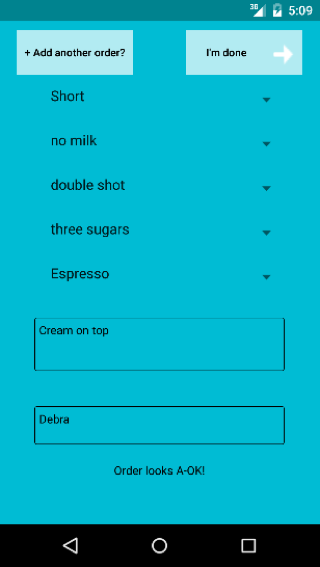 3G 5:09
+ Add another order? I'm done
Short
no milk
double shot
three sugars
Espresso
Cream on top
Debra
Order looks A-OK!